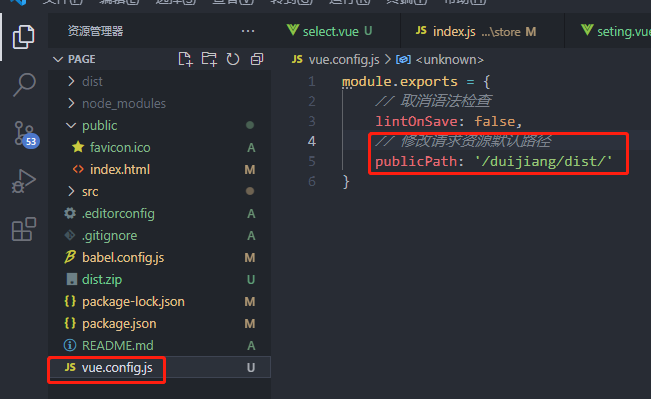 资源管理器 ···
select.vue U
index.js ...\store M
seting.vue
PAGE
vue.config.js > <unknown>
dist
node_modules
public
favicon.ico A
index.html M
src
.editorconfig A
.gitignore A
babel.config.js M
dist.zip U
package-lock.json M
package.json M
README.md A
vue.config.js U
53
1 module.exports = {
2 // 取消语法检查
3 lintOnSave: false,
4 // 修改请求资源默认路径
5 publicPath: '/duijiang/dist/'
6 }